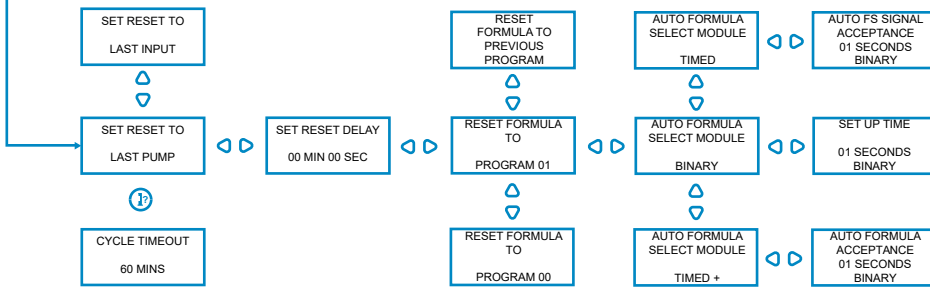 SET RESET TO
LAST INPUT
RESET
FORMULA TO
PREVIOUS
PROGRAM
AUTO FORMULA
SELECT MODULE
TIMED
AUTO FS SIGNAL
ACCEPTANCE
01 SECONDS
BINARY
SET RESET TO
LAST PUMP
SET RESET DELAY
00 MIN 00 SEC
RESET FORMULA
TO
PROGRAM 01
AUTO FORMULA
SELECT MODULE
BINARY
SET UP TIME
01 SECONDS
BINARY
?
CYCLE TIMEOUT
60 MINS
RESET FORMULA
TO
PROGRAM 00
AUTO FORMULA
SELECT MODULE
TIMED +
AUTO FORMULA
ACCEPTANCE
01 SECONDS
BINARY